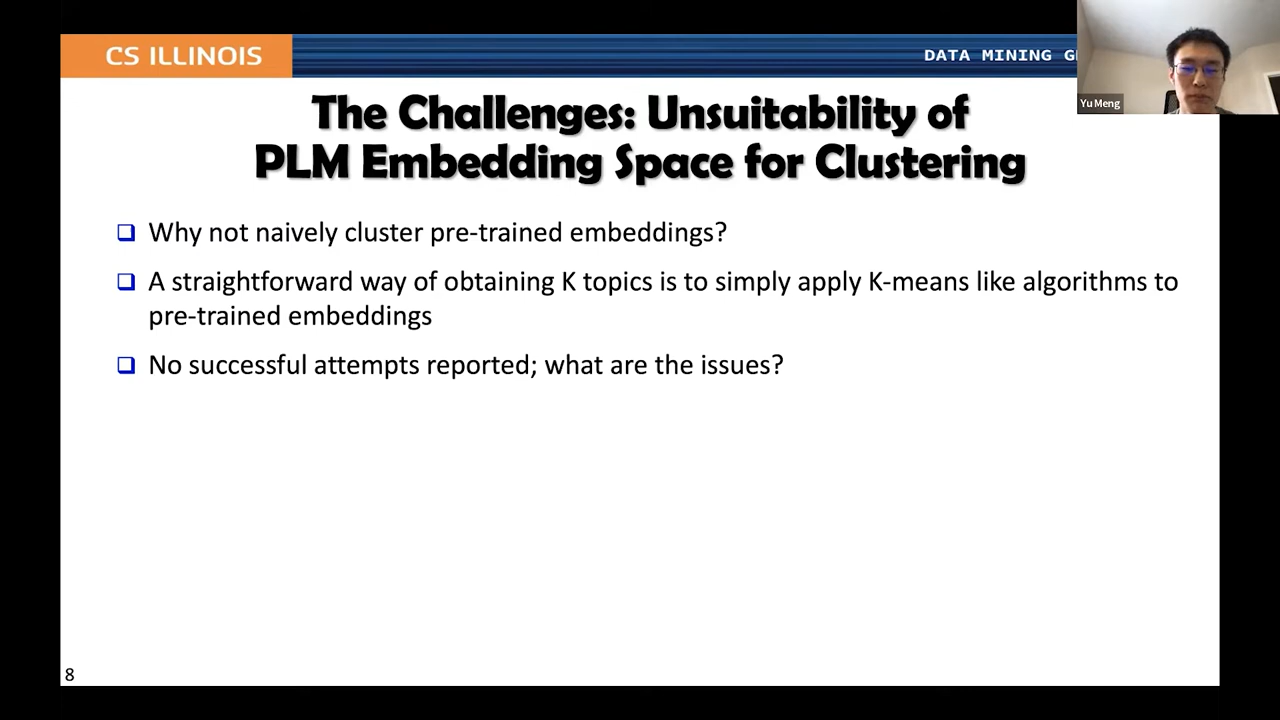 CS ILLINOIS
DATA MINING
Yu Meng
The Challenges: Unsuitability of
PLM Embedding Space for Clustering
❑ Why not naively cluster pre-trained embeddings?
❑ A straightforward way of obtaining K topics is to simply apply K-means like algorithms to
pre-trained embeddings
❑ No successful attempts reported; what are the issues?
8